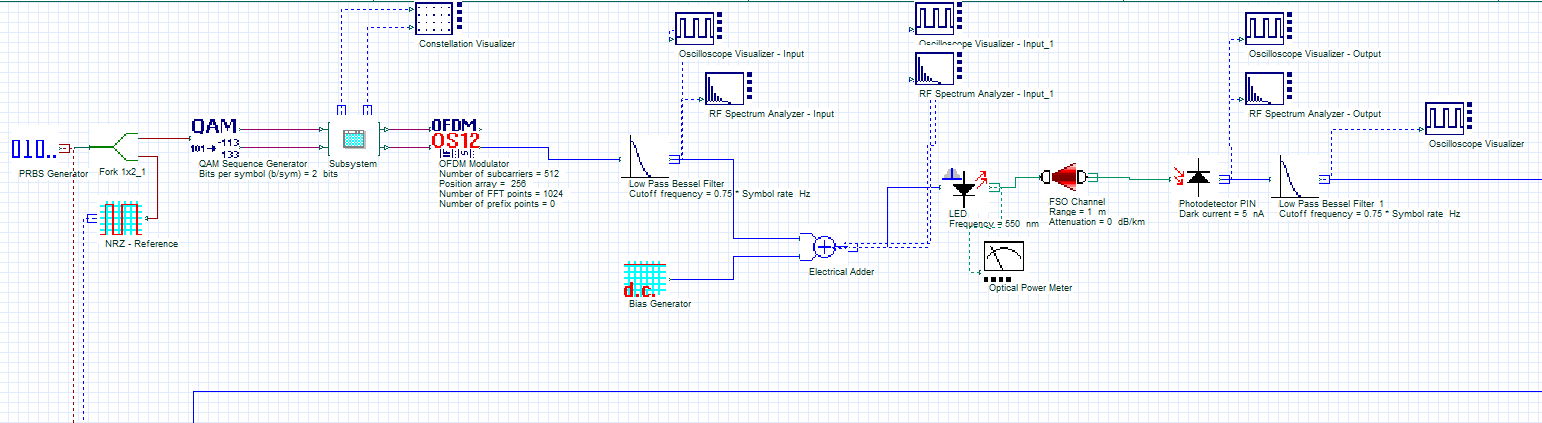 Constellation Visualizer
Oscilloscope Visualizer - Input
RF Spectrum Analyzer - Input
Oscilloscope Visualizer - Input_1
RF Spectrum Analyzer - Input_1
Oscilloscope Visualizer - Output
RF Spectrum Analyzer - Output
Oscilloscope Visualizer
010..
PRBS Generator
Fork 1x2_1
NRZ - Reference
QAM
101 → -113
133
QAM Sequence Generator
Bits per symbol (b/sym) = 2 bits
Subsystem
OFDM
OS12
OFDM Modulator
Number of subcarriers = 512
Position array = 256
Number of FFT points = 1024
Number of prefix points = 0
Low Pass Bessel Filter
Cutoff frequency = 0.75 * Symbol rate Hz
d.c.
Bias Generator
Electrical Adder
LED
Frequency = 550 nm
Optical Power Meter
FSO Channel
Range = 1 m
Attenuation = 0 dB/km
Photodetector PIN
Dark current = 5 nA
Low Pass Bessel Filter 1
Cutoff frequency = 0.75 * Symbol rate Hz